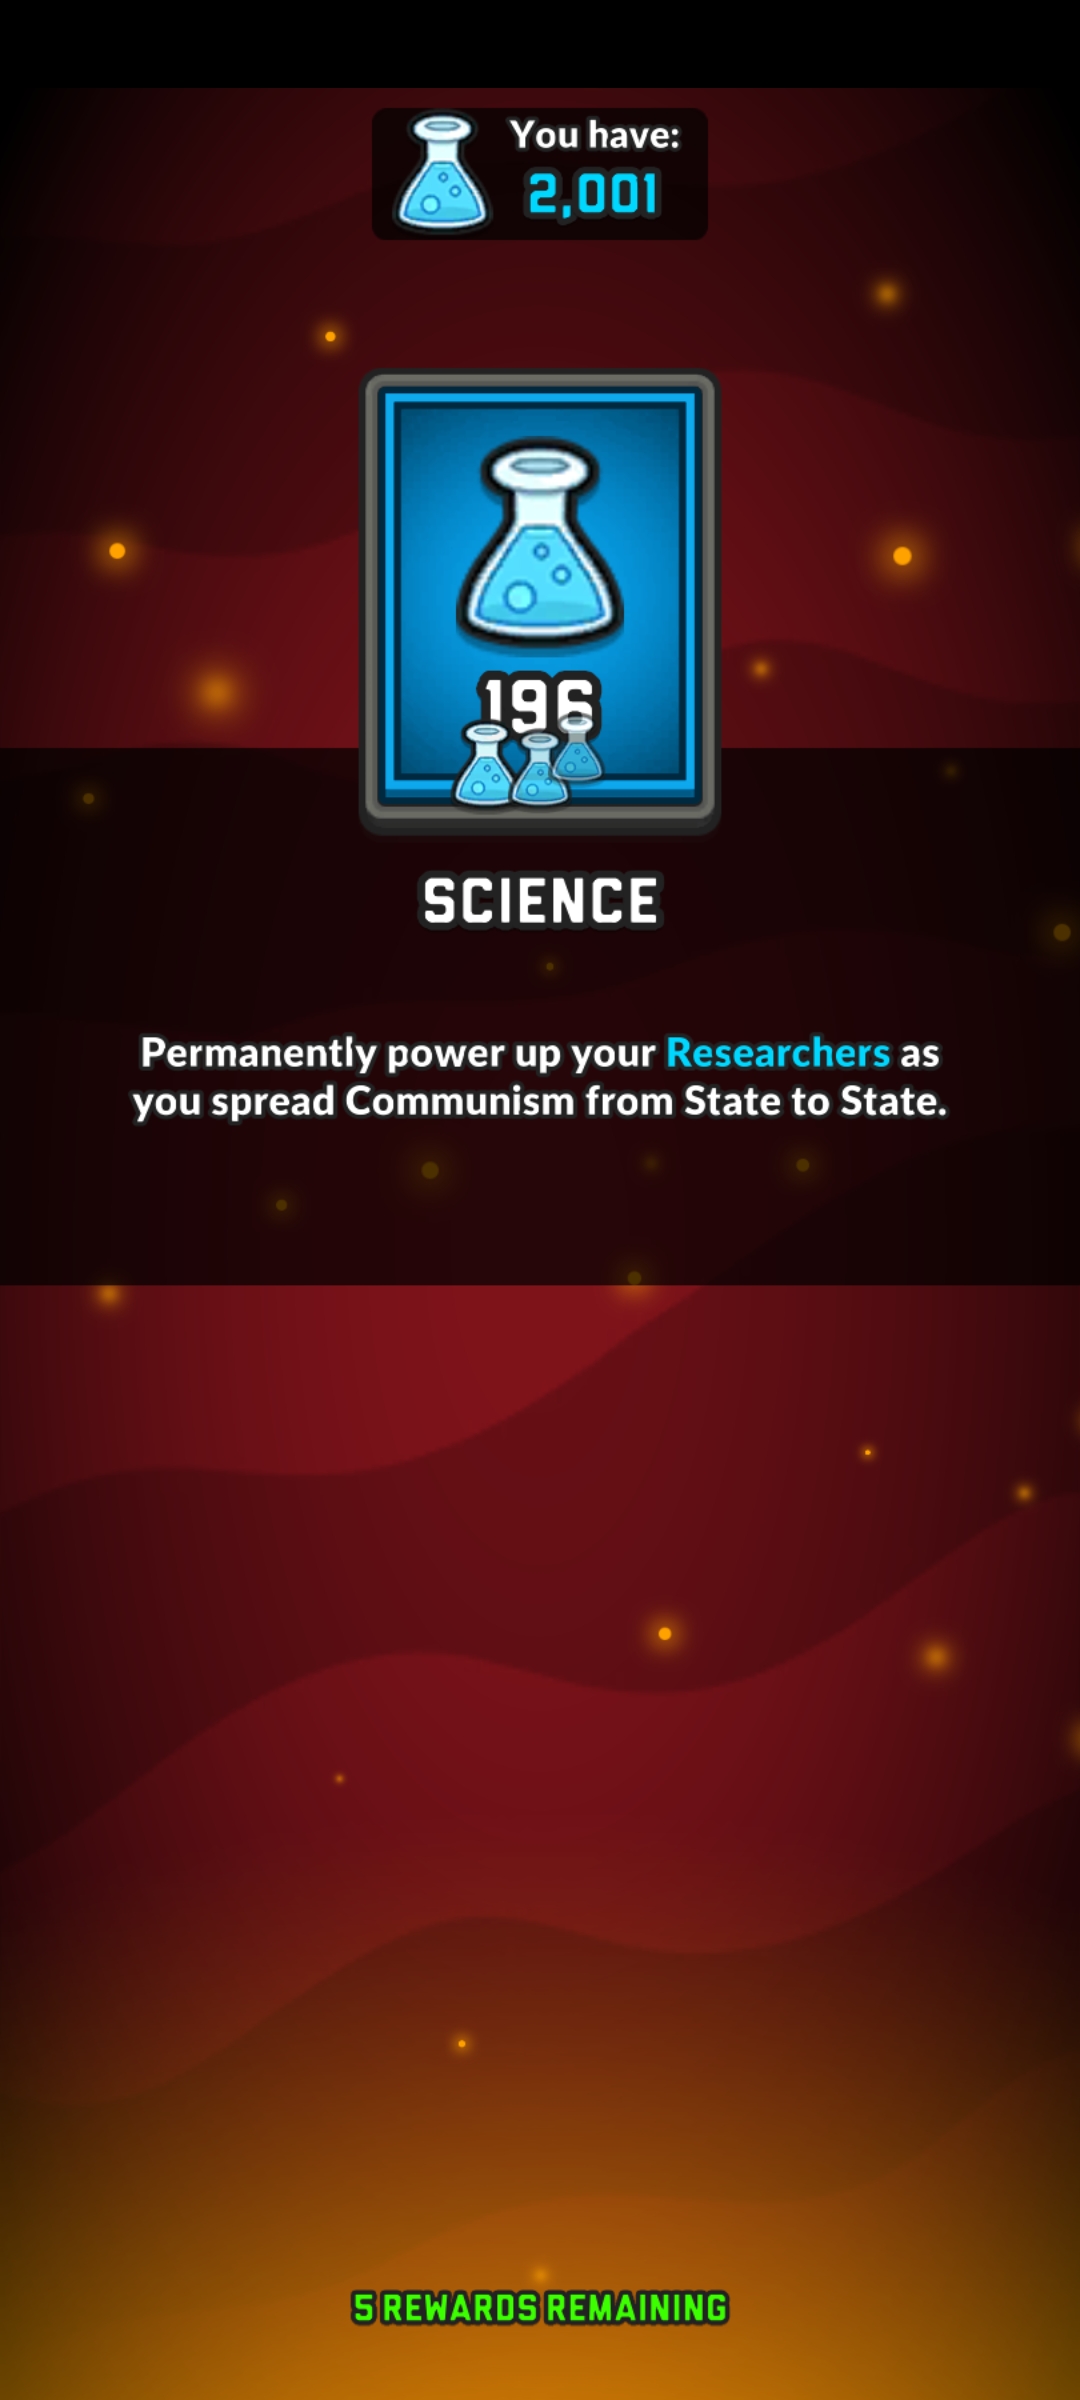 You have:
2,001
196
SCIENCE
Permanently power up your Researchers as
you spread Communism from State to State.
5 REWARDS REMAINING